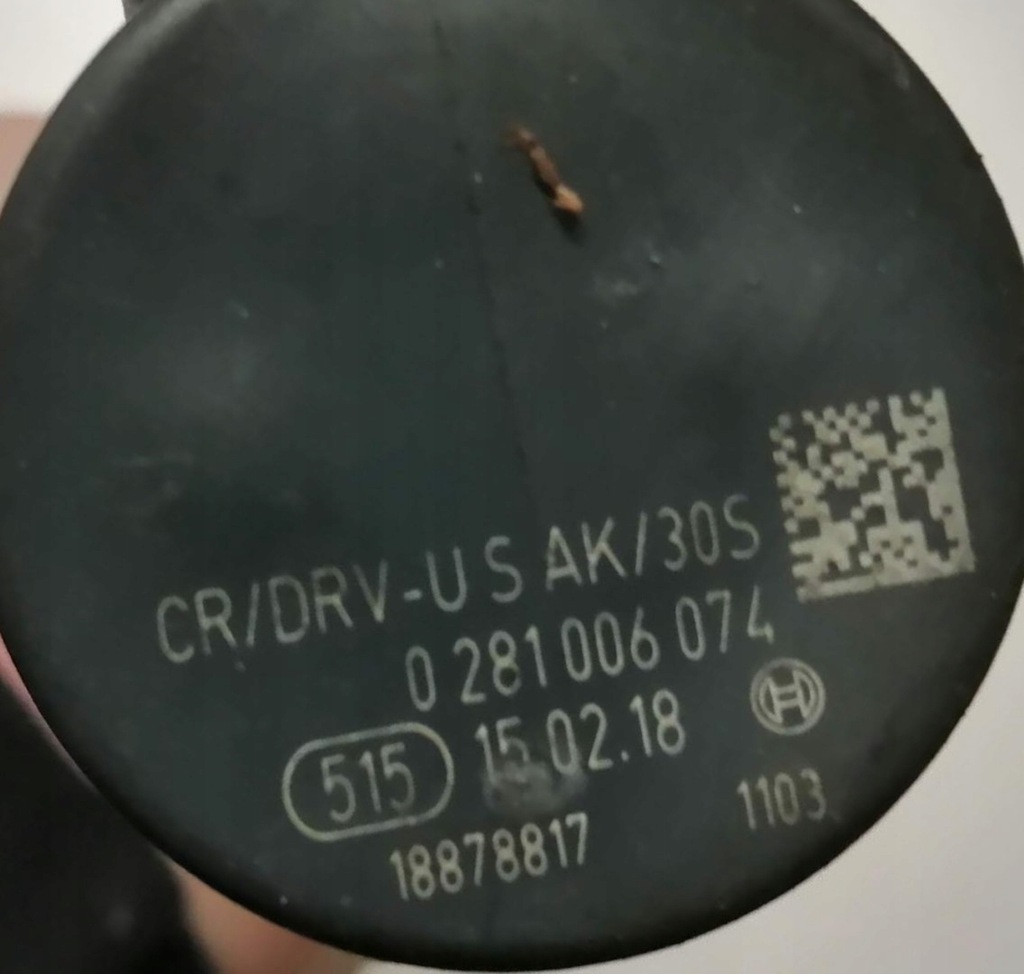 CR/DRV-U S AK/30S
0 281 006 074
515 15.02.18
18878817 1103